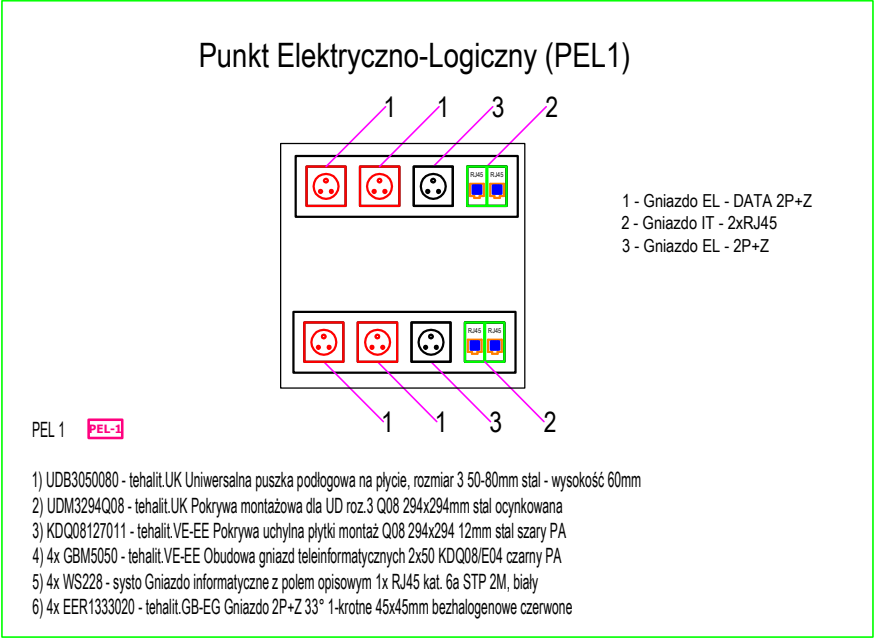 Punkt Elektryczno-Logiczny (PEL1)
1 1 3 2
RJ45 RJ45
1 - Gniazdo EL - DATA 2P+Z
2 - Gniazdo IT - 2xRJ45
3 - Gniazdo EL - 2P+Z
RJ45 RJ45
1 1 3 2
PEL 1 PEL-1
1) UDB3050080 - tehalit.UK Uniwersalna puszka podłogowa na płycie, rozmiar 3 50-80mm stal - wysokość 60mm
2) UDM3294Q08 - tehalit.UK Pokrywa montażowa dla UD roz.3 Q08 294x294mm stal ocynkowana
3) KDQ08127011 - tehalit.VE-EE Pokrywa uchylna płytki montaż Q08 294x294 12mm stal szary PA
4) 4x GBM5050 - tehalit.VE-EE Obudowa gniazd teleinformatycznych 2x50 KDQ08/E04 czarny PA
5) 4x WS228 - systo Gniazdo informatyczne z polem opisowym 1x RJ45 kat. 6a STP 2M, biały
6) 4x EER1333020 - tehalit.GB-EG Gniazdo 2P+Z 33° 1-krotne 45x45mm bezhalogenowe czerwone